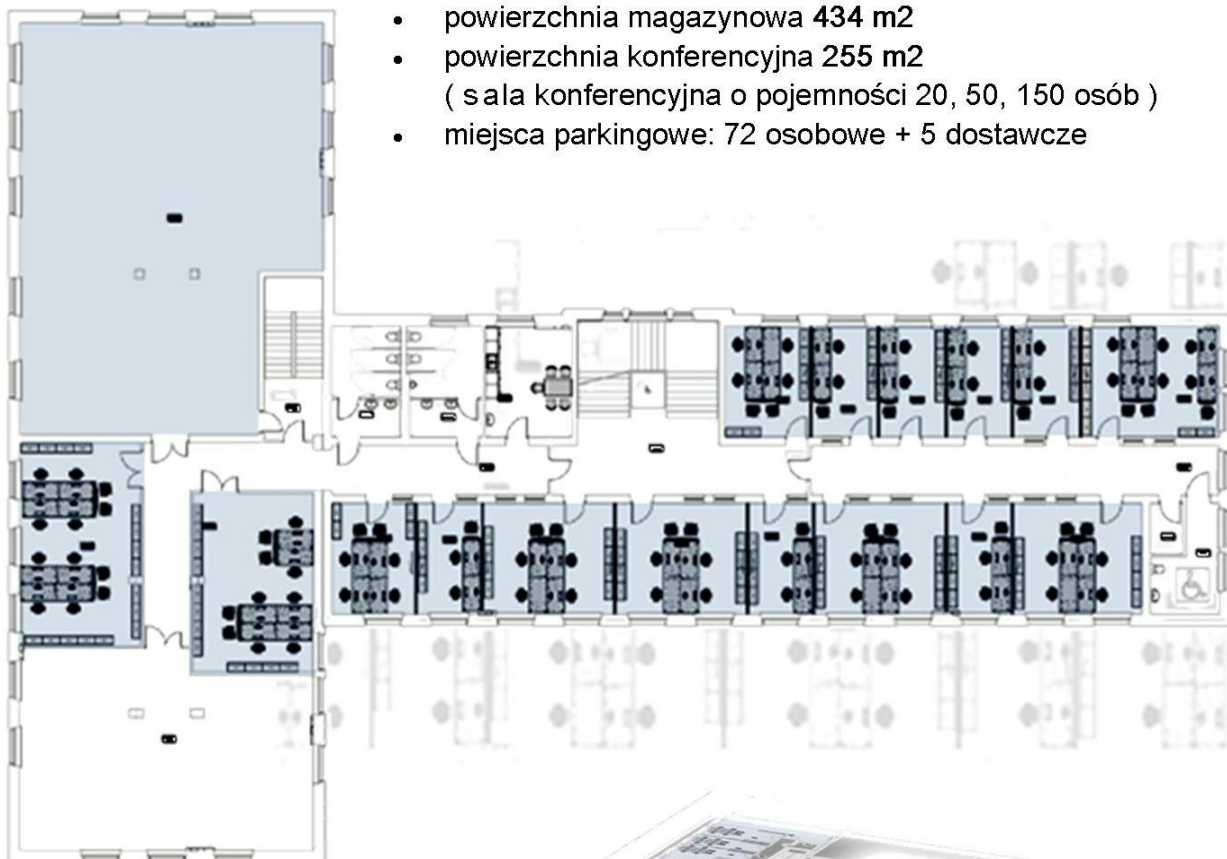 • powierzchnia magazynowa 434 m2
• powierzchnia konferencyjna 255 m2
( sala konferencyjna o pojemności 20, 50, 150 osób )
• miejsca parkingowe: 72 osobowe + 5 dostawcze